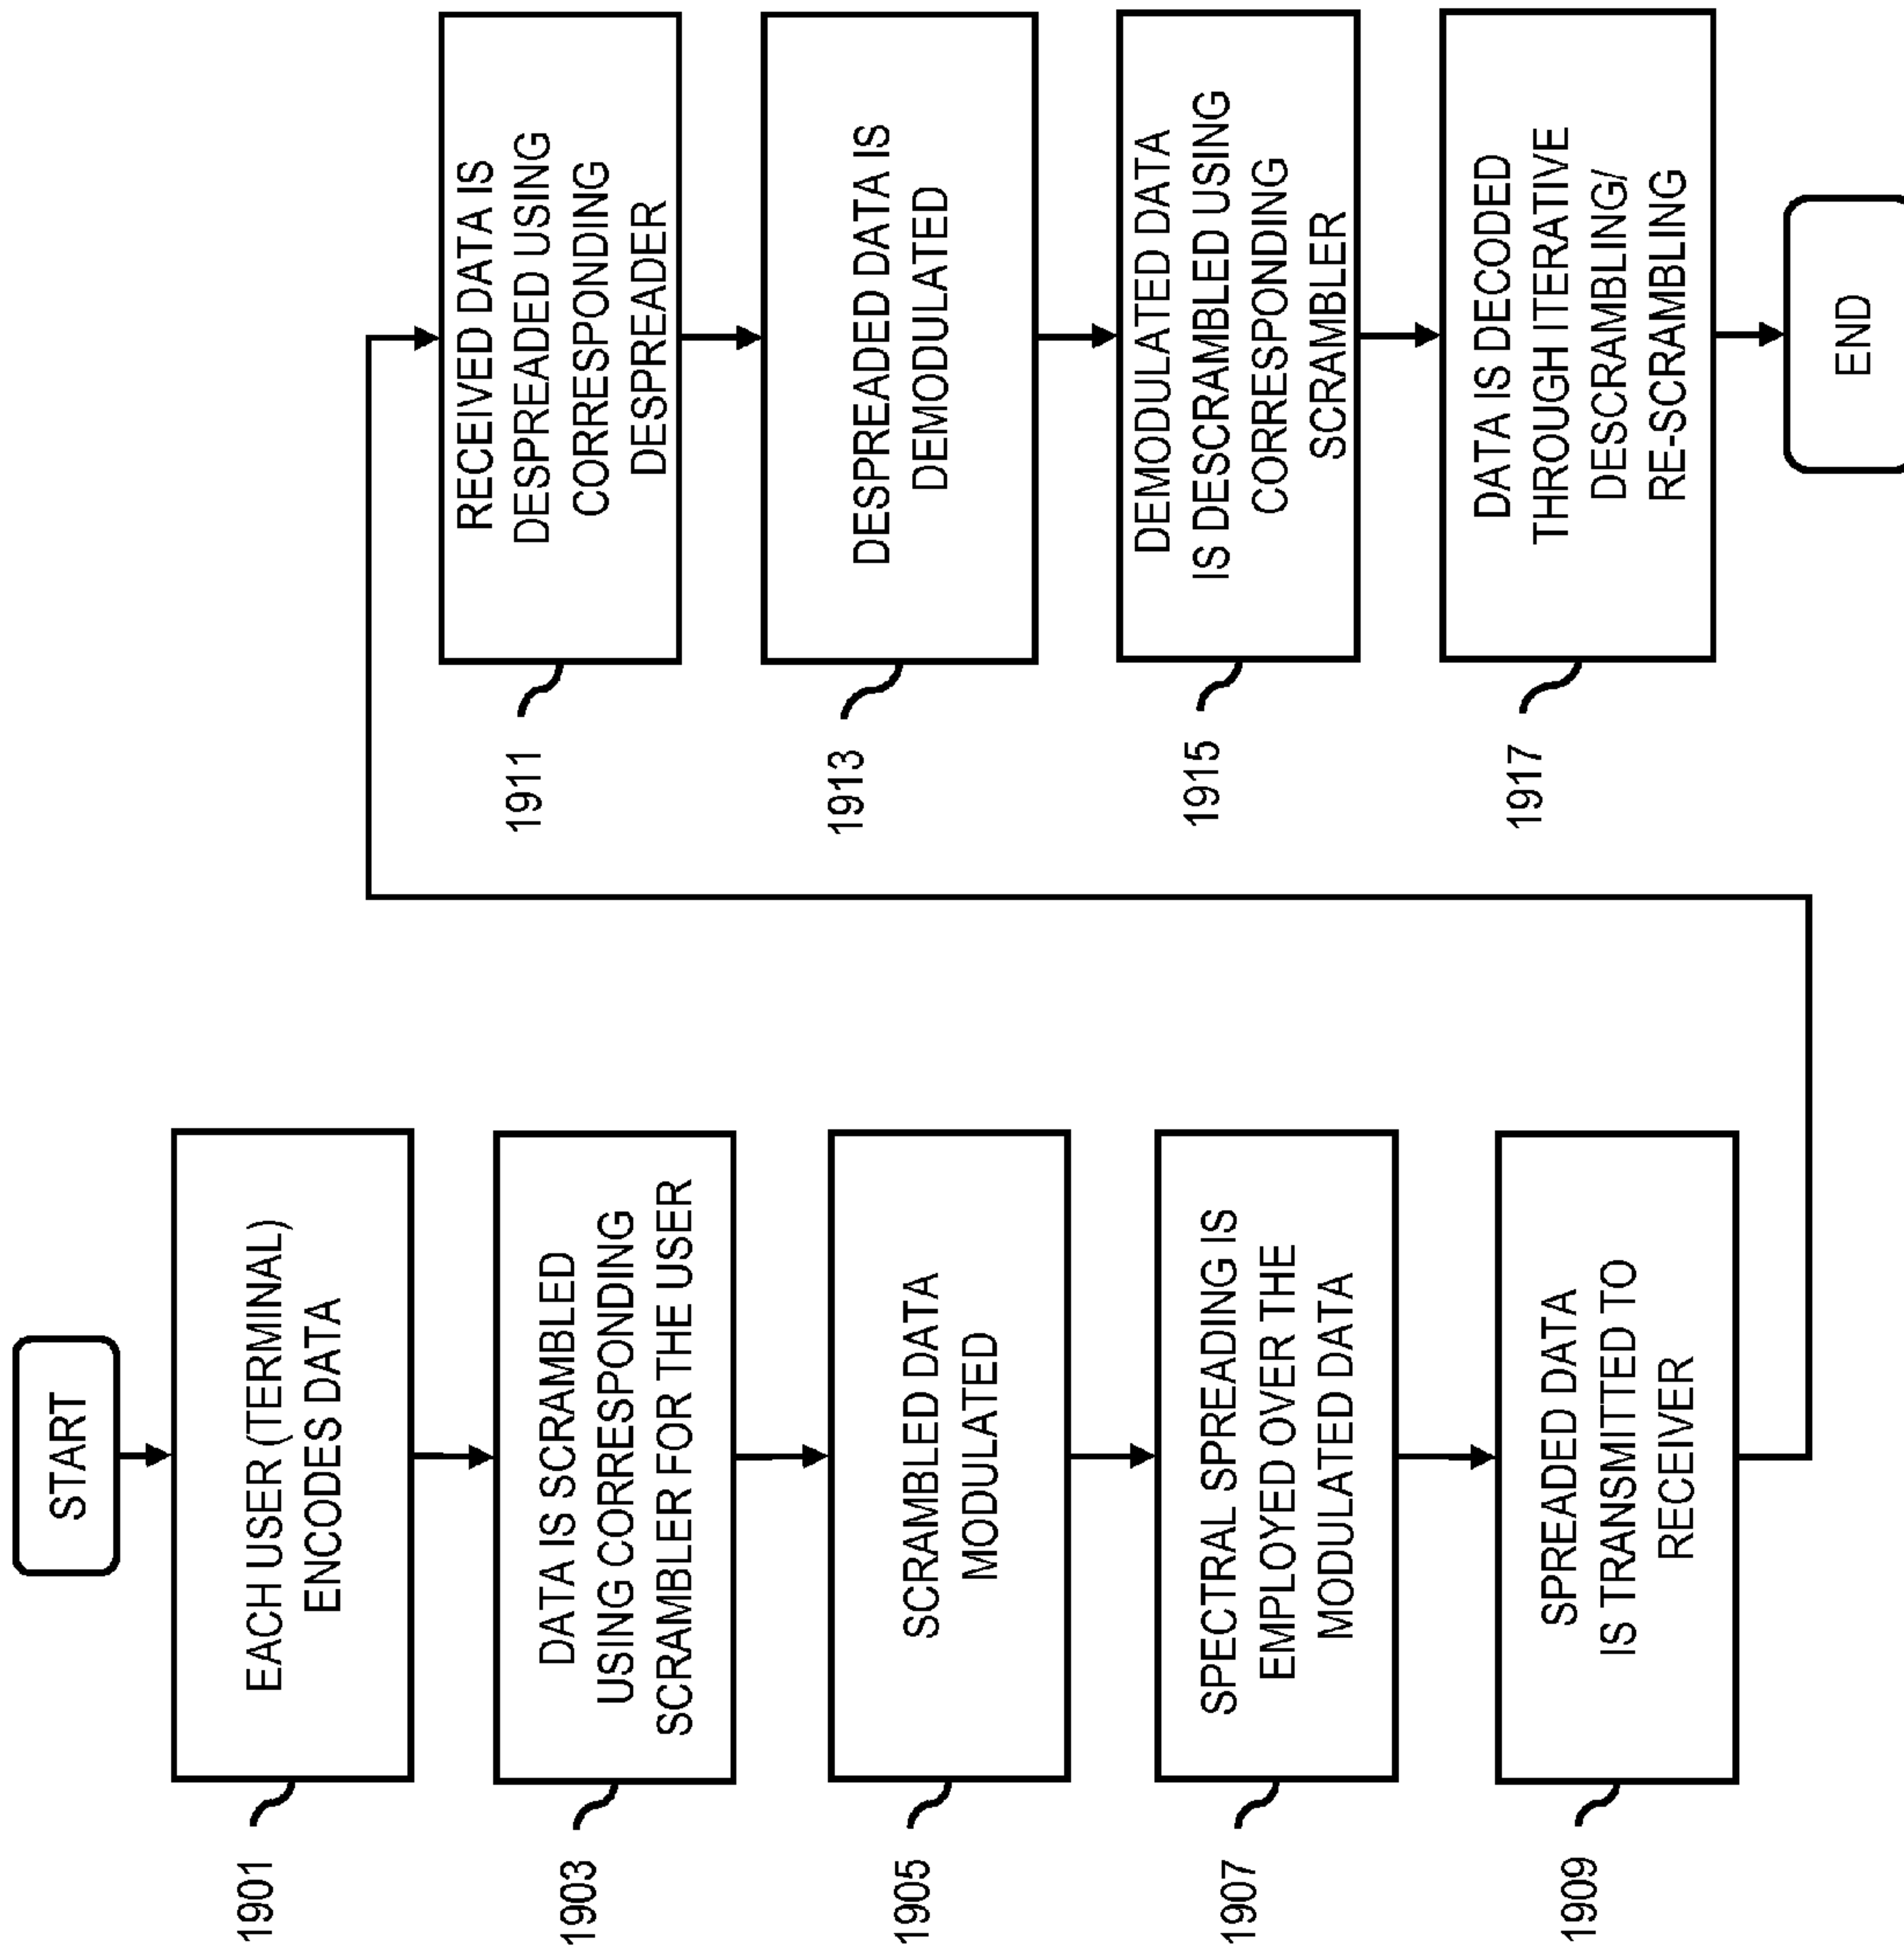 START
EACH USER (TERMINAL)
ENCODES DATA
1901
DATA IS SCRAMBLED
USING CORRESPONDING
SCRAMBLER FOR THE USER
1903
SCRAMBLED DATA
MODULATED
1905
SPECTRAL SPREADING IS
EMPLOYED OVER THE
MODULATED DATA
1907
SPREADED DATA
IS TRANSMITTED TO
RECEIVER
1909
RECEIVED DATA IS
DESPREADED USING
CORRESPONDING
DESPREADER
1911
DESPREADED DATA IS
DEMODULATED
1913
DEMODULATED DATA
IS DESCRAMBLED USING
CORRESPONDING
SCRAMBLER
1915
DATA IS DECODED
THROUGH ITERATIVE
DESCRAMBLING/
RE-SCRAMBLING
1917
END